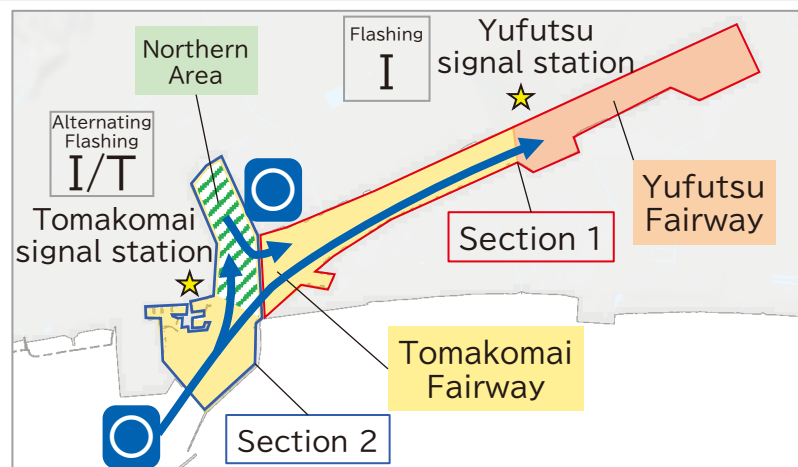 Northern
Area
Flashing
I
Yufutsu
signal station
Alternating
Flashing
I/T
Tomakomai
signal station
Yufutsu
Fairway
Section 1
Tomakomai
Fairway
Section 2